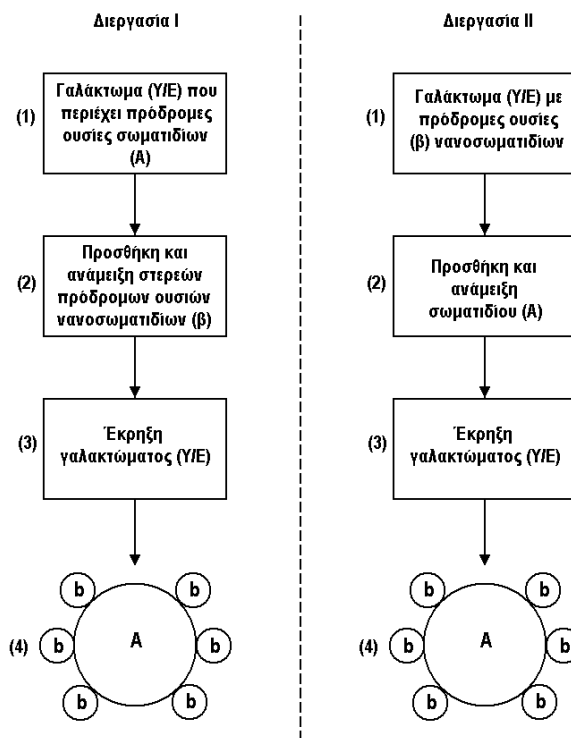 Διεργασία I
(1)
Γαλάκτωμα (Υ/Ε) που
περιέχει πρόδρομες
ουσίες σωματιδίων
(Α)
(2)
Προσθήκη και
ανάμειξη στερεών
πρόδρομων ουσιών
νανοσωματιδίων (β)
(3)
Έκρηξη
γαλακτώματος (Υ/Ε)
(4)
b
b
b
A
b
b
b
Διεργασία II
(1)
Γαλάκτωμα (Υ/Ε) με
πρόδρομες ουσίες
(β) νανοσωματιδίων
(2)
Προσθήκη και
ανάμειξη
σωματιδίου (Α)
(3)
Έκρηξη
γαλακτώματος (Υ/Ε)
(4)
b
b
b
A
b
b
b